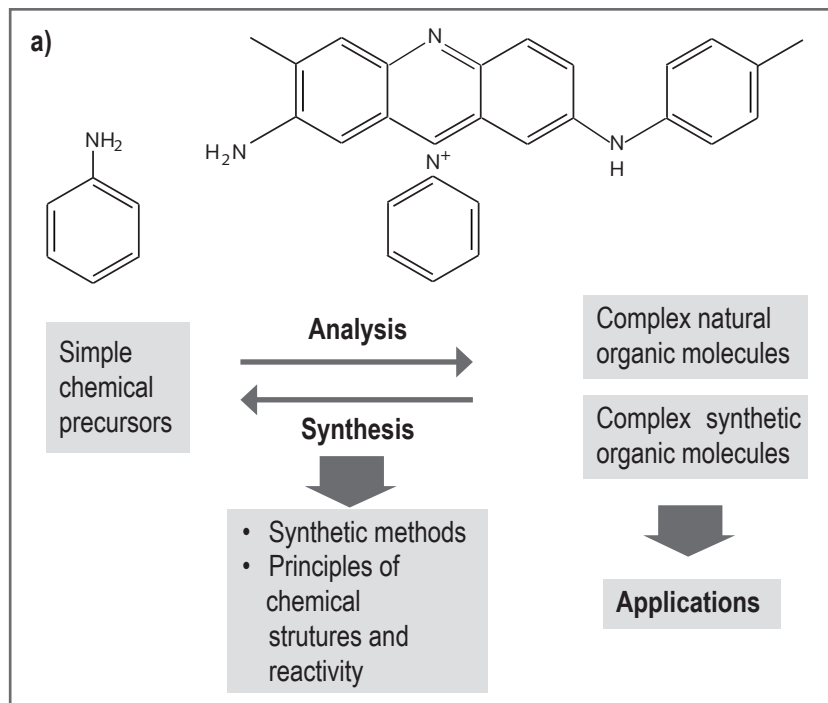 a)
N
NH2
H2N
N+
N
H
Analysis
Simple
chemical
precursors
Synthesis
Complex natural
organic molecules
Complex synthetic
organic molecules
• Synthetic methods
• Principles of
chemical
strutures and
reactivity
Applications